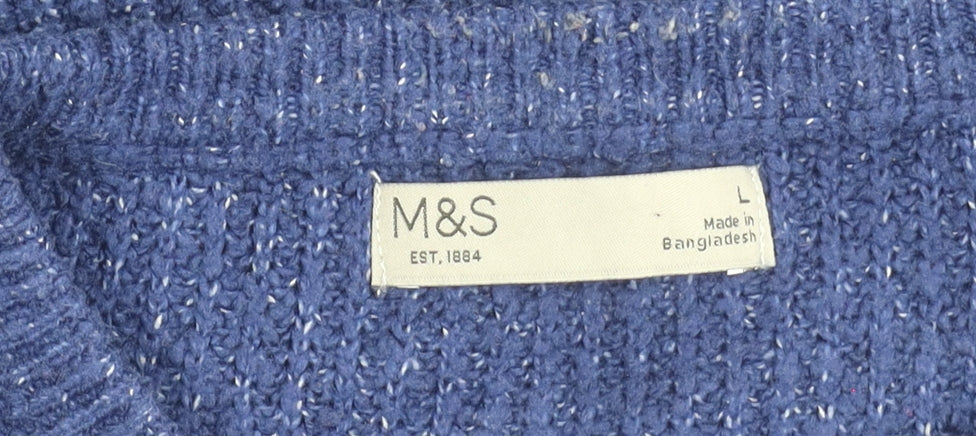 M&S
EST, 1884
L
Made in
Bangladesh